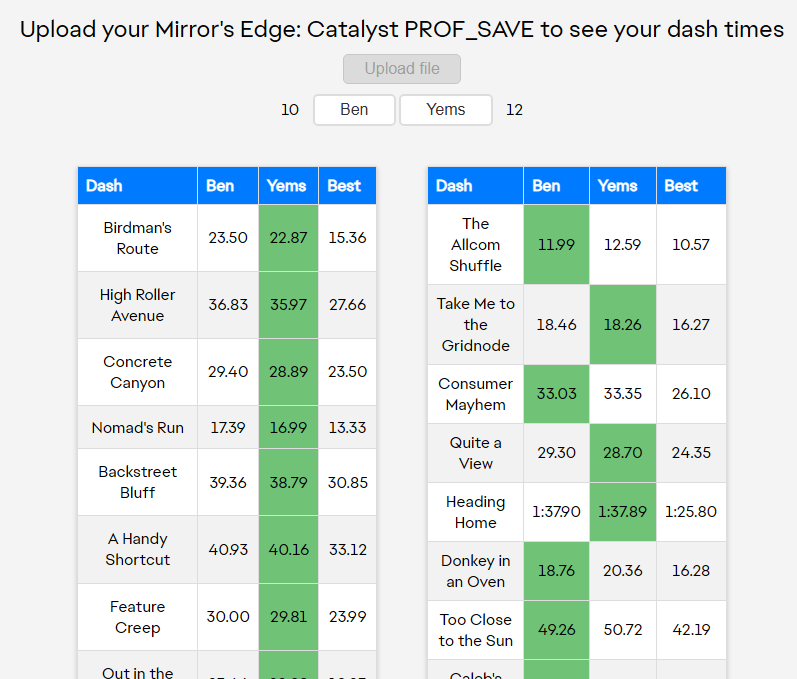 Upload your Mirror's Edge: Catalyst PROF_SAVE to see your dash times
Upload file
10 Ben Yems 12
Dash Ben Yems Best
Birdman's
Route
23.50 22.87 15.36
High Roller
Avenue
36.83 35.97 27.66
Concrete
Canyon
29.40 28.89 23.50
Nomad's Run 17.39 16.99 13.33
Backstreet
Bluff
39.36 38.79 30.85
A Handy
Shortcut
40.93 40.16 33.12
Feature
Creep
30.00 29.81 23.99
Out in the
Dash Ben Yems Best
The
Allcom
Shuffle
11.99 12.59 10.57
Take Me to
the
Gridnode
18.46 18.26 16.27
Consumer
Mayhem
33.03 33.35 26.10
Quite a
View
29.30 28.70 24.35
Heading
Home
1:37.90 1:37.89 1:25.80
Donkey in
an Oven
18.76 20.36 16.28
Too Close
to the Sun
49.26 50.72 42.19
Caleb's